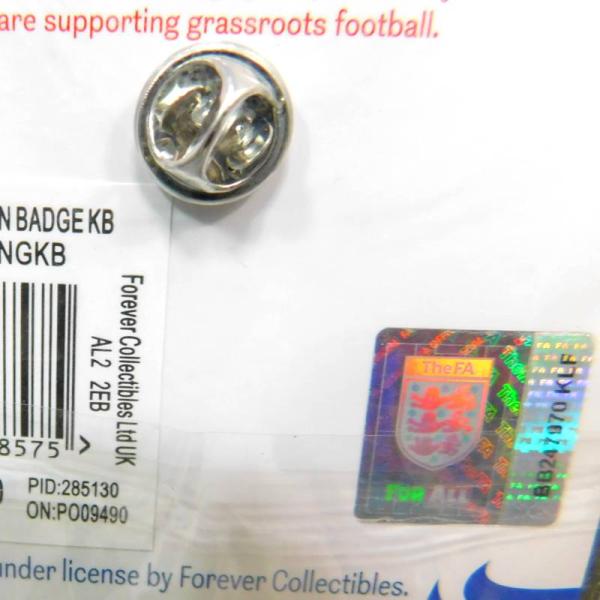 are supporting grassroots football.
N BADGE KB
NGKB
Forever Collectibles Ltd UK
AL2 2EB
8575 >
PID:285130
ON:PO09490
The FA
FOR ALL
BB247970 KLF
under license by Forever Collectibles.